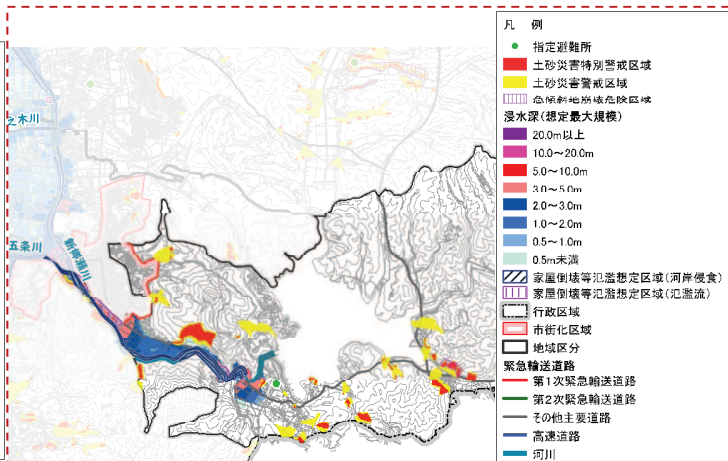 之木川
五条川
新郷瀬川
凡 例
指定避難所
土砂災害特別警戒区域
土砂災害警戒区域
急傾斜地崩壊危険区域
浸水深(想定最大規模)
20.0m以上
10.0～20.0m
5.0～10.0m
3.0～5.0m
2.0～3.0m
1.0～2.0m
0.5～1.0m
0.5m未満
家屋倒壊等氾濫想定区域(河岸侵食)
家屋倒壊等氾濫想定区域(氾濫流)
行政区域
市街化区域
地域区分
緊急輸送道路
第1次緊急輸送道路
第2次緊急輸送道路
その他主要道路
高速道路
河川